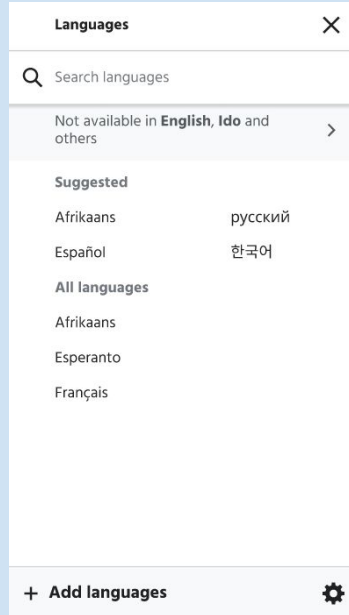 Languages
Search languages
Not available in English, Ido and
others
Suggested
Afrikaans русский
Español 한국어
All languages
Afrikaans
Esperanto
Français
+ Add languages